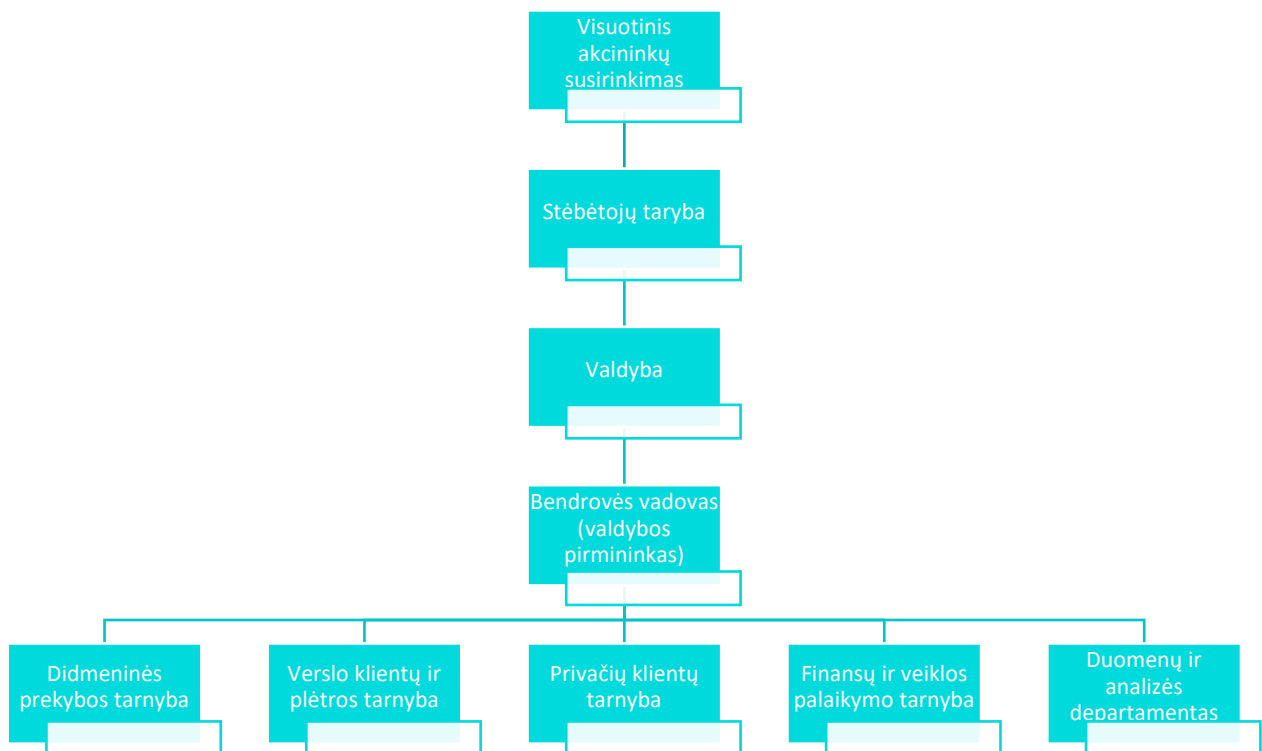 Visuotinis
akcininkų
susirinkimas
Stėbėtojų taryba
Valdyba
Bendrovės vadovas
(valdybos
pirmininkas)
Didmeninės
prekybos tarnyba
Verslo klientų ir
plėtros tarnyba
Privačių klientų
tarnyba
Finansų ir veiklos
palaikymo tarnyba
Duomenų ir
analizės
departamentas